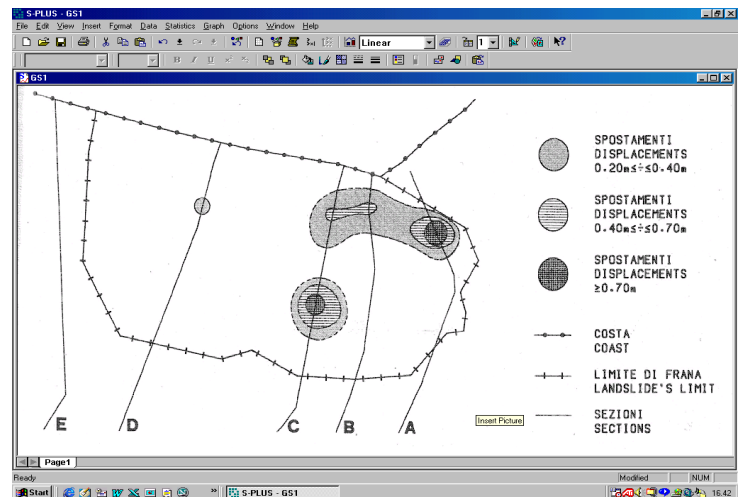 S-PLUS - GS1
File Edit View Insert Format Data Statistics Graph Options Window Help
Linear
1
B I U
GS1
SPOSTAMENTI
DISPLACEMENTS
0.20m≤÷≤0.40m
SPOSTAMENTI
DISPLACEMENTS
0.40m≤÷≤0.70m
SPOSTAMENTI
DISPLACEMENTS
≥0.70m
COSTA
COAST
LIMITE DI FRANA
LANDSLIDE'S LIMIT
SEZIONI
SECTIONS
E D C B A
Insert Picture
Page1
Ready Modified NUM
Start S-PLUS - GS1 16.42